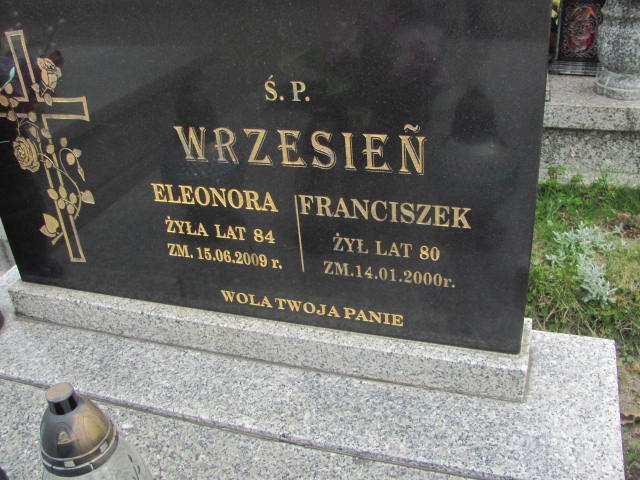 Ś. P.
WRZESIEÑ
ELEONORA
ŻYŁA LAT 84
ZM. 15.06.2009 r.
FRANCISZEK
ŻYŁ LAT 80
ZM. 14.01.2000r.
WOLA TWOJA PANIE